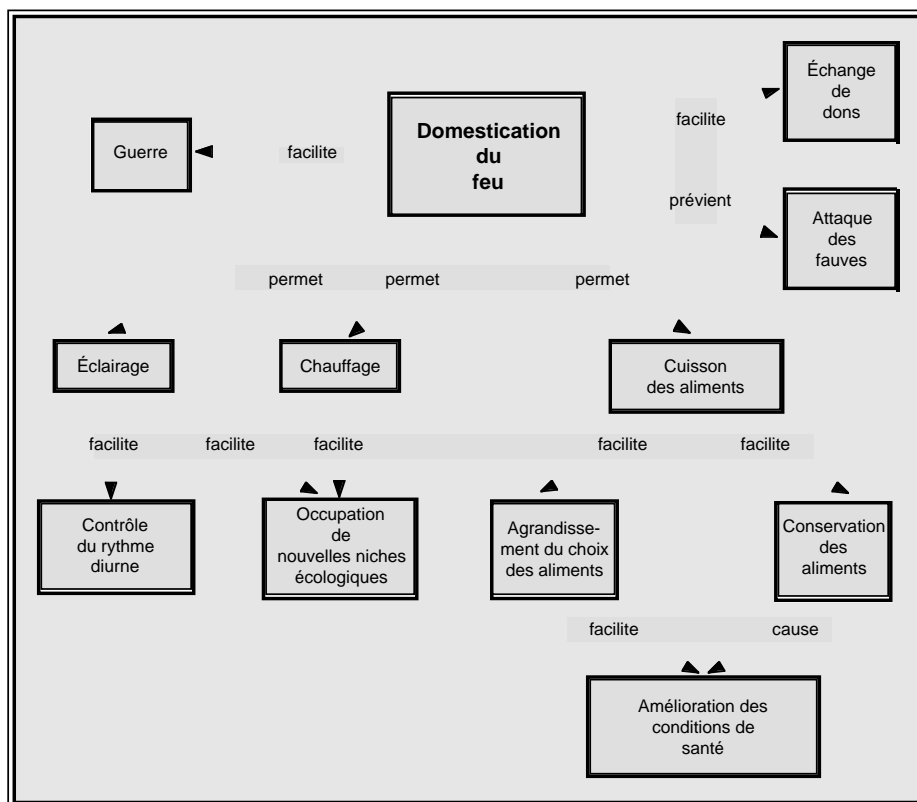 Échange
de
dons
facilite
Domestication
du
feu
Guerre
facilite
prévient
Attaque
des
fauves
permet
permet
permet
Éclairage
Chauffage
Cuisson
des aliments
facilite
facilite
facilite
facilite
facilite
Contrôle
du rythme
diurne
Occupation
de
nouvelles niches
écologiques
Agrandisse-
ment du choix
des aliments
Conservation
des
aliments
facilite
cause
Amélioration des
conditions de
santé